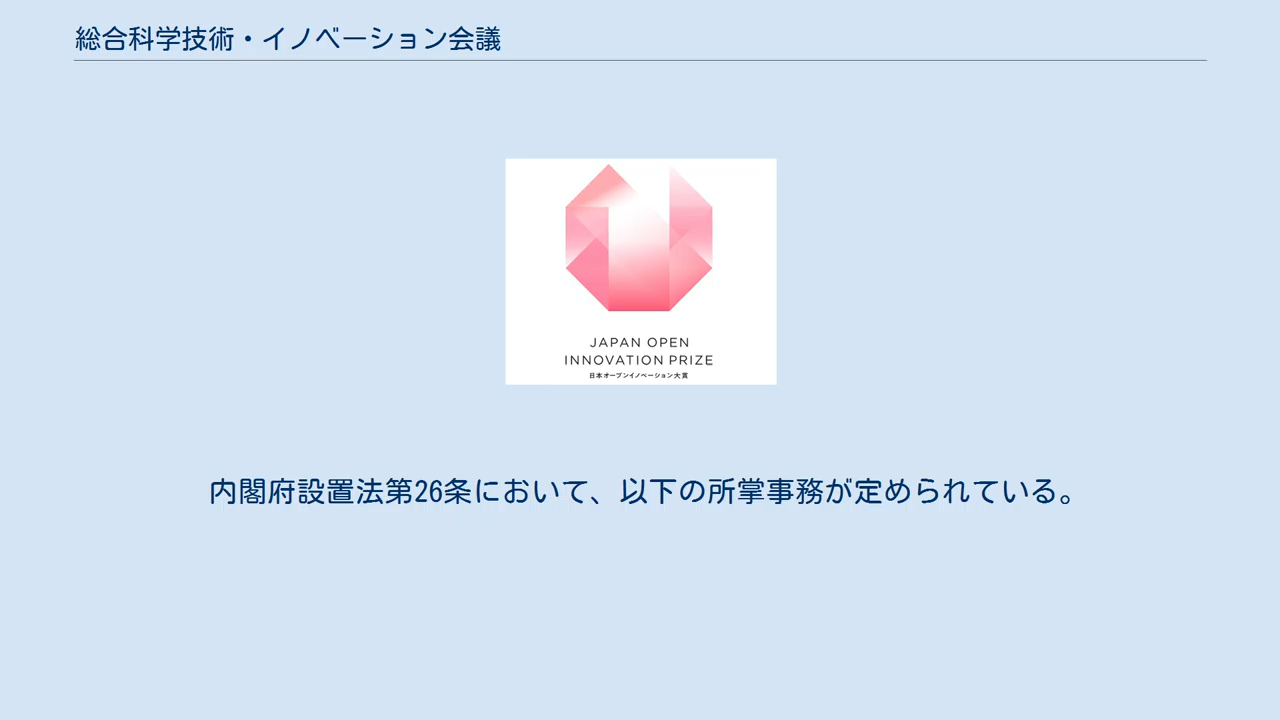 総合科学技術・イノベーション会議
JAPAN OPEN
INNOVATION PRIZE
日本オープンイノベーション大賞
内閣府設置法第26条において、以下の所掌事務が定められている。